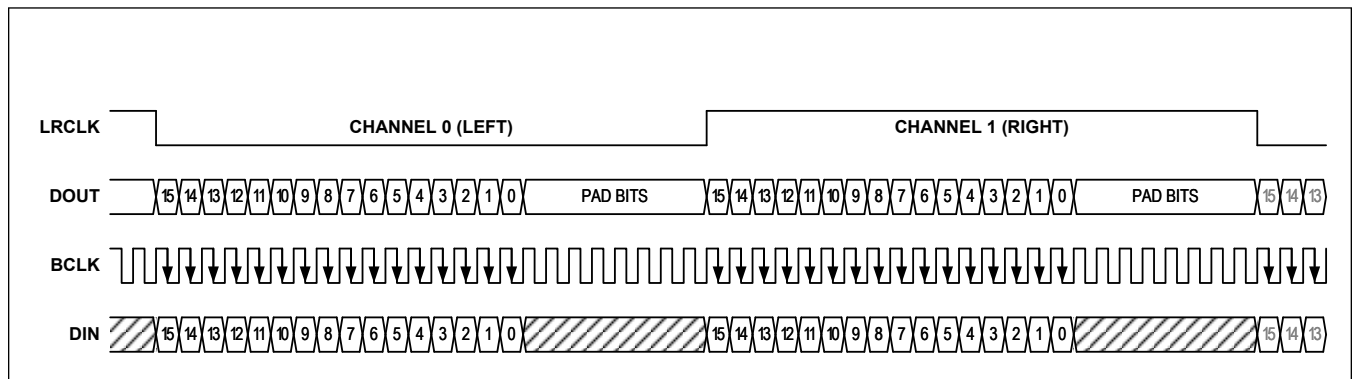 LRCLK CHANNEL 0 (LEFT) CHANNEL 1 (RIGHT)
DOUT 15 14 13 12 11 10 9 8 7 6 5 4 3 2 1 0 PAD BITS 15 14 13 12 11 10 9 8 7 6 5 4 3 2 1 0 PAD BITS 15 14 13
BCLK
DIN 15 14 13 12 11 10 9 8 7 6 5 4 3 2 1 0 15 14 13 12 11 10 9 8 7 6 5 4 3 2 1 0 15 14 13